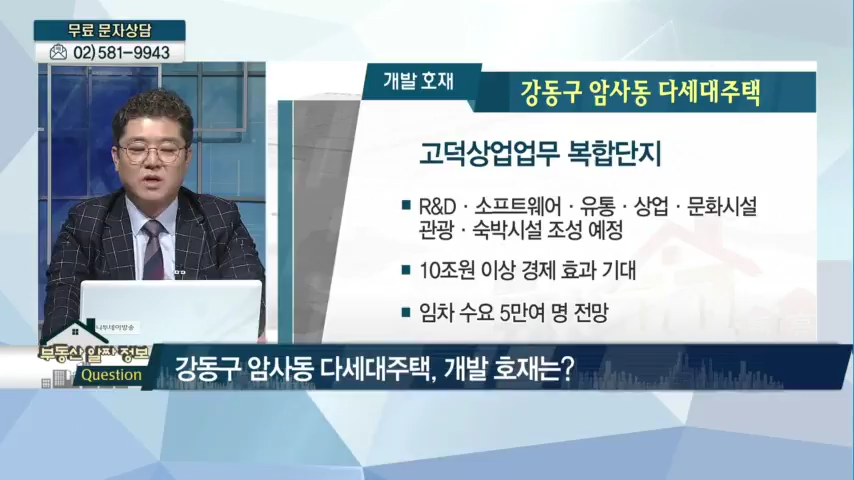 무료 문자상담
02)581-9943
개발 호재
강동구 암사동 다세대주택
고덕상업업무 복합단지
R&D · 소프트웨어 · 유통 · 상업 · 문화시설
관광 · 숙박시설 조성 예정
10조원 이상 경제 효과 기대
임차 수요 5만여 명 전망
부동산 알짜 정보
Question
강동구 암사동 다세대주택, 개발 호재는?